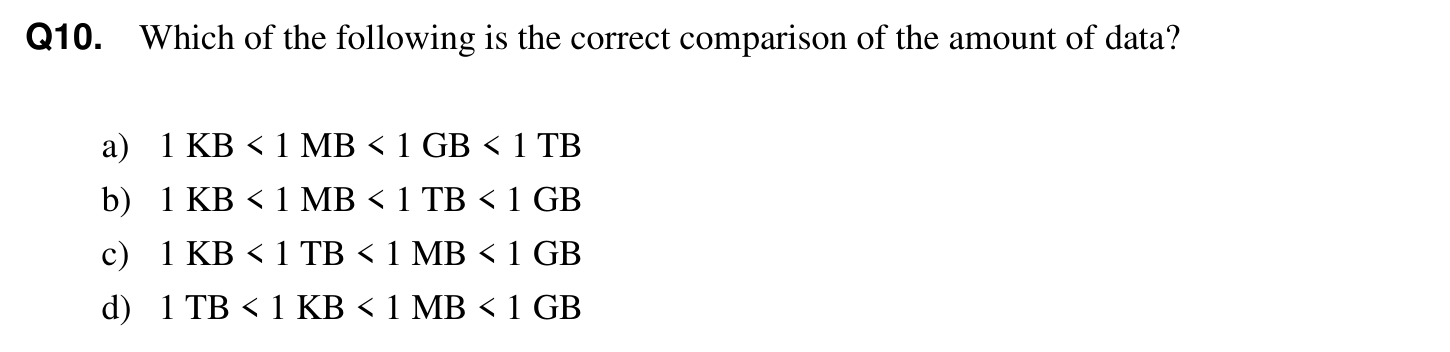 Q10. Which of the following is the correct comparison of the amount of data?
a) 1 KB < 1 MB < 1 GB < 1 TB
b) 1 KB < 1 MB < 1 TB < 1 GB
c) 1 KB < 1 TB < 1 MB < 1 GB
d) 1 TB < 1 KB < 1 MB < 1 GB